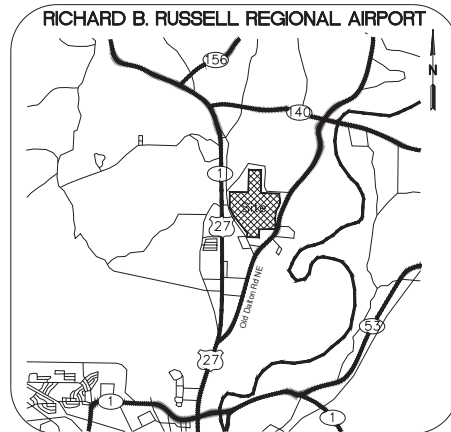 RICHARD B. RUSSELL REGIONAL AIRPORT
N
156
140
1
27
Old Dalton Rd NE
53
27
1
1